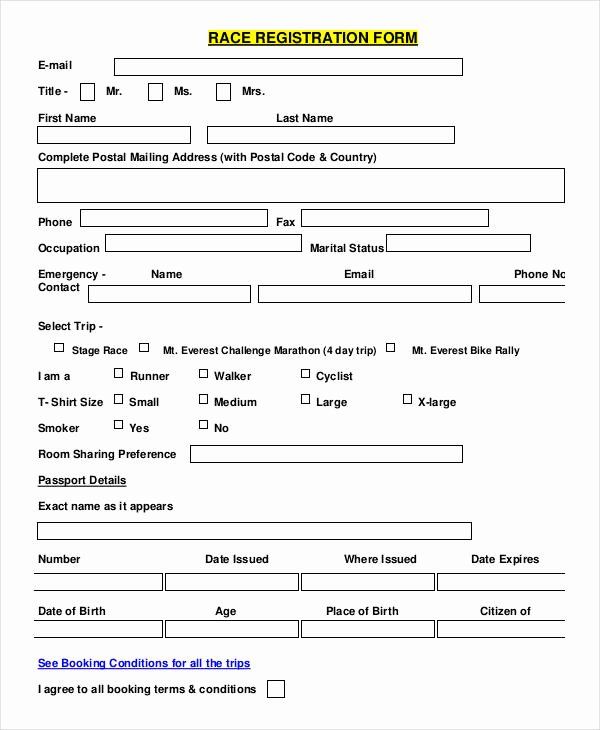 RACE REGISTRATION FORM
E-mail
Title - Mr. Ms. Mrs.
First Name Last Name
Complete Postal Mailing Address (with Postal Code & Country)
Phone Fax
Occupation Marital Status
Emergency - Name Email Phone No
Contact
Select Trip -
Stage Race Mt. Everest Challenge Marathon (4 day trip) Mt. Everest Bike Rally
I am a Runner Walker Cyclist
T- Shirt Size Small Medium Large X-large
Smoker Yes No
Room Sharing Preference
Passport Details
Exact name as it appears
Number Date Issued Where Issued Date Expires
Date of Birth Age Place of Birth Citizen of
See Booking Conditions for all the trips
I agree to all booking terms & conditions